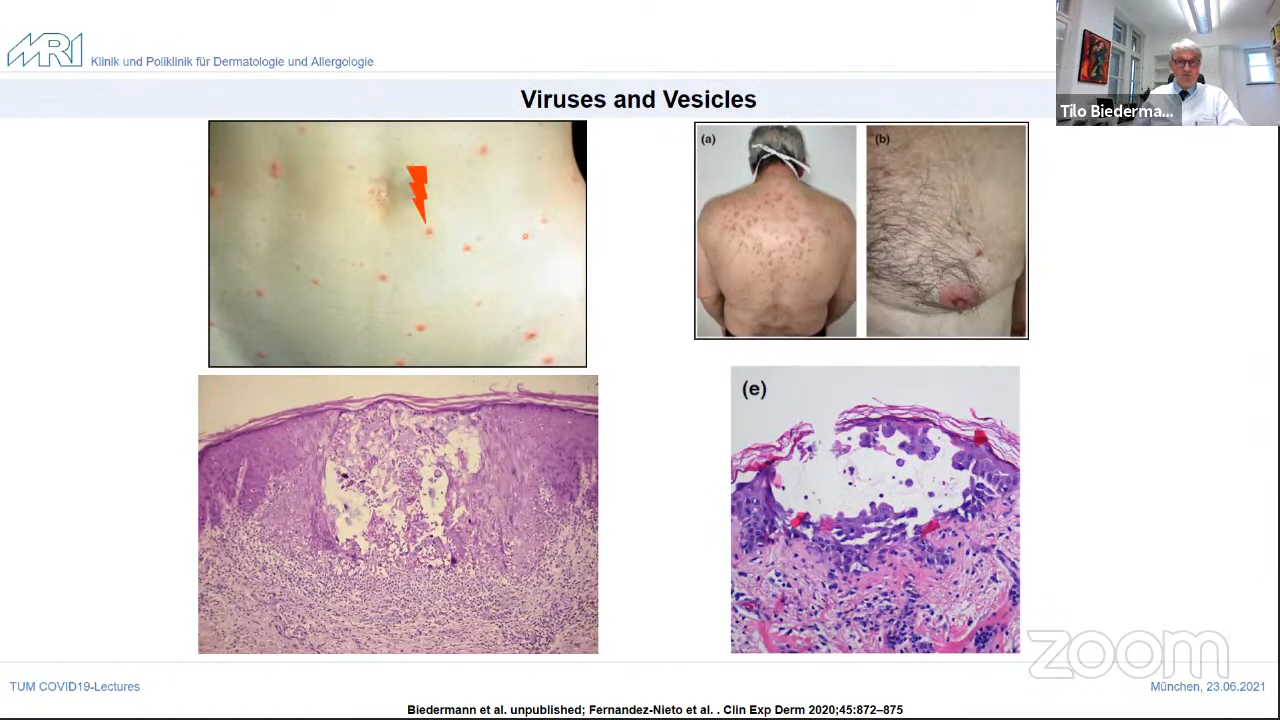 MRI
Klinik und Poliklinik für Dermatologie und Allergologie
Viruses and Vesicles
Tilo Biederma...
(a)
(b)
(e)
zoom
TUM COVID19-Lectures
München, 23.06.2021
Biedermann et al. unpublished; Fernandez-Nieto et al. . Clin Exp Derm 2020;45:872–875